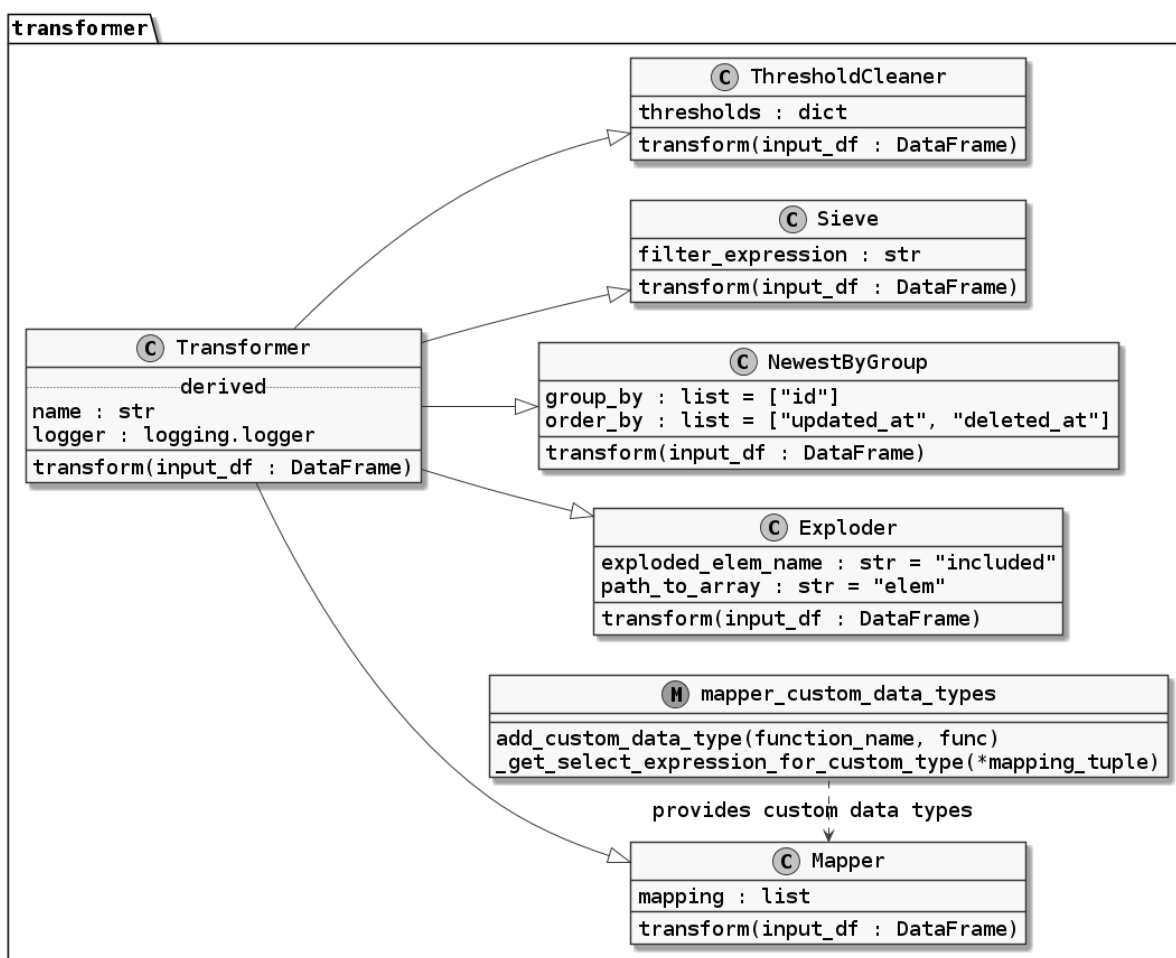 transformer
C ThresholdCleaner
thresholds : dict
transform(input_df : DataFrame)
C Sieve
filter_expression : str
transform(input_df : DataFrame)
C Transformer
derived
name : str
logger : logging.logger
transform(input_df : DataFrame)
C NewestByGroup
group_by : list = ["id"]
order_by : list = ["updated_at", "deleted_at"]
transform(input_df : DataFrame)
C Exploder
exploded_elem_name : str = "included"
path_to_array : str = "elem"
transform(input_df : DataFrame)
M mapper_custom_data_types
add_custom_data_type(function_name, func)
_get_select_expression_for_custom_type(*mapping_tuple)
provides custom data types
C Mapper
mapping : list
transform(input_df : DataFrame)